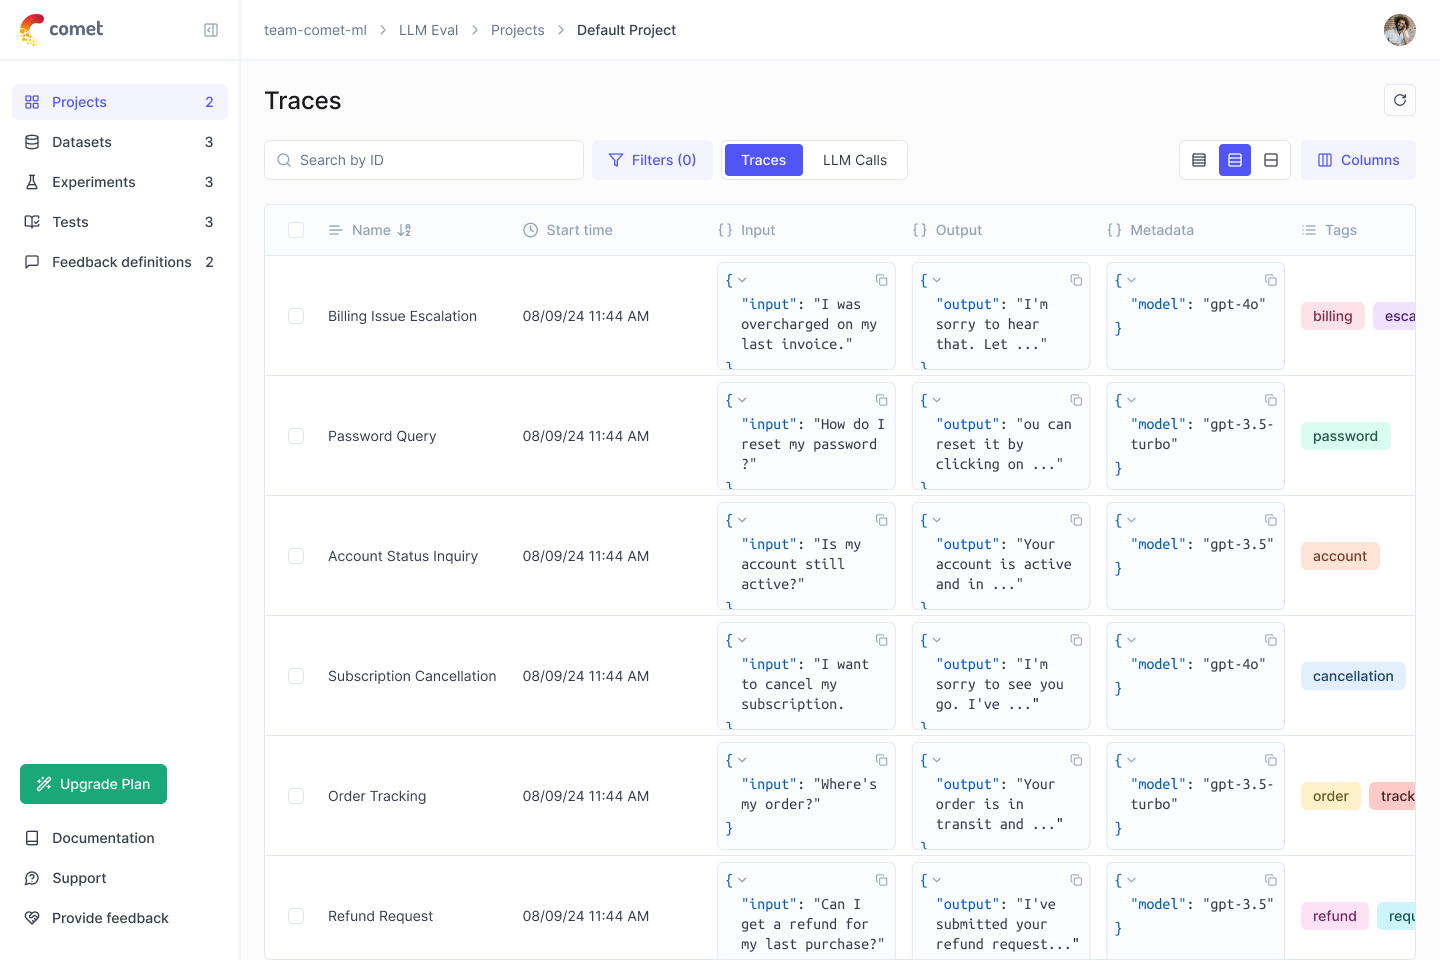 comet
team-comet-ml > LLM Eval > Projects > Default Project
Projects 2
Datasets 3
Experiments 3
Tests 3
Feedback definitions 2
Upgrade Plan
Documentation
Support
Provide feedback
Traces
Search by ID
Filters (0)
Traces
LLM Calls
Columns
Name
Start time
{} Input
{} Output
{} Metadata
Tags
Billing Issue Escalation
08/09/24 11:44 AM
{
"input": "I was
overcharged on my
last invoice."
}
{
"output": "I'm
sorry to hear
that. Let ..."
}
{
"model": "gpt-4o"
}
billing
esca
Password Query
08/09/24 11:44 AM
{
"input": "How do I
reset my password
?"
}
{
"output": "ou can
reset it by
clicking on ..."
}
{
"model": "gpt-3.5-
turbo"
}
password
Account Status Inquiry
08/09/24 11:44 AM
{
"input": "Is my
account still
active?"
}
{
"output": "Your
account is active
and in ..."
}
{
"model": "gpt-3.5"
}
account
Subscription Cancellation
08/09/24 11:44 AM
{
"input": "I want
to cancel my
subscription.
}
{
"output": "I'm
sorry to see you
go. I've ..."
}
{
"model": "gpt-4o"
}
cancellation
Order Tracking
08/09/24 11:44 AM
{
"input": "Where's
my order?"
}
{
"output": "Your
order is in
transit and ..."
}
{
"model": "gpt-3.5-
turbo"
}
order
track
Refund Request
08/09/24 11:44 AM
{
"input": "Can I
get a refund for
my last purchase?"
{
"output": "I've
submitted your
refund request..."
{
"model": "gpt-3.5"
}
refund
requ